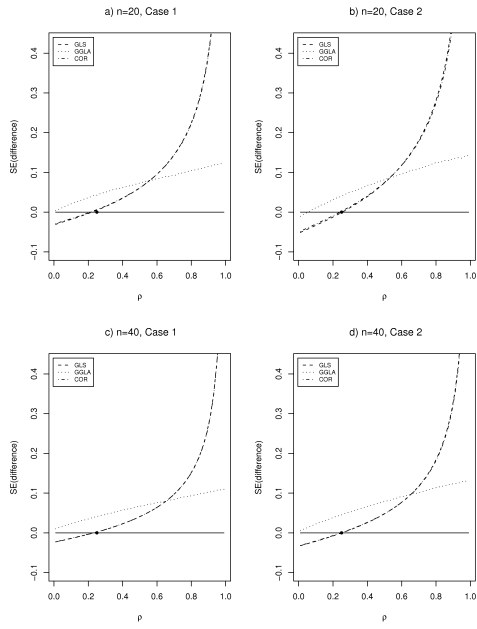 a) n=20, Case 1
GLS
GGLA
COR
SE(difference)
−0.1 0.0 0.1 0.2 0.3 0.4
0.0 0.2 0.4 0.6 0.8 1.0
ρ
b) n=20, Case 2
GLS
GGLA
COR
SE(difference)
−0.1 0.0 0.1 0.2 0.3 0.4
0.0 0.2 0.4 0.6 0.8 1.0
ρ
c) n=40, Case 1
GLS
GGLA
COR
SE(difference)
−0.1 0.0 0.1 0.2 0.3 0.4
0.0 0.2 0.4 0.6 0.8 1.0
ρ
d) n=40, Case 2
GLS
GGLA
COR
SE(difference)
−0.1 0.0 0.1 0.2 0.3 0.4
0.0 0.2 0.4 0.6 0.8 1.0
ρ